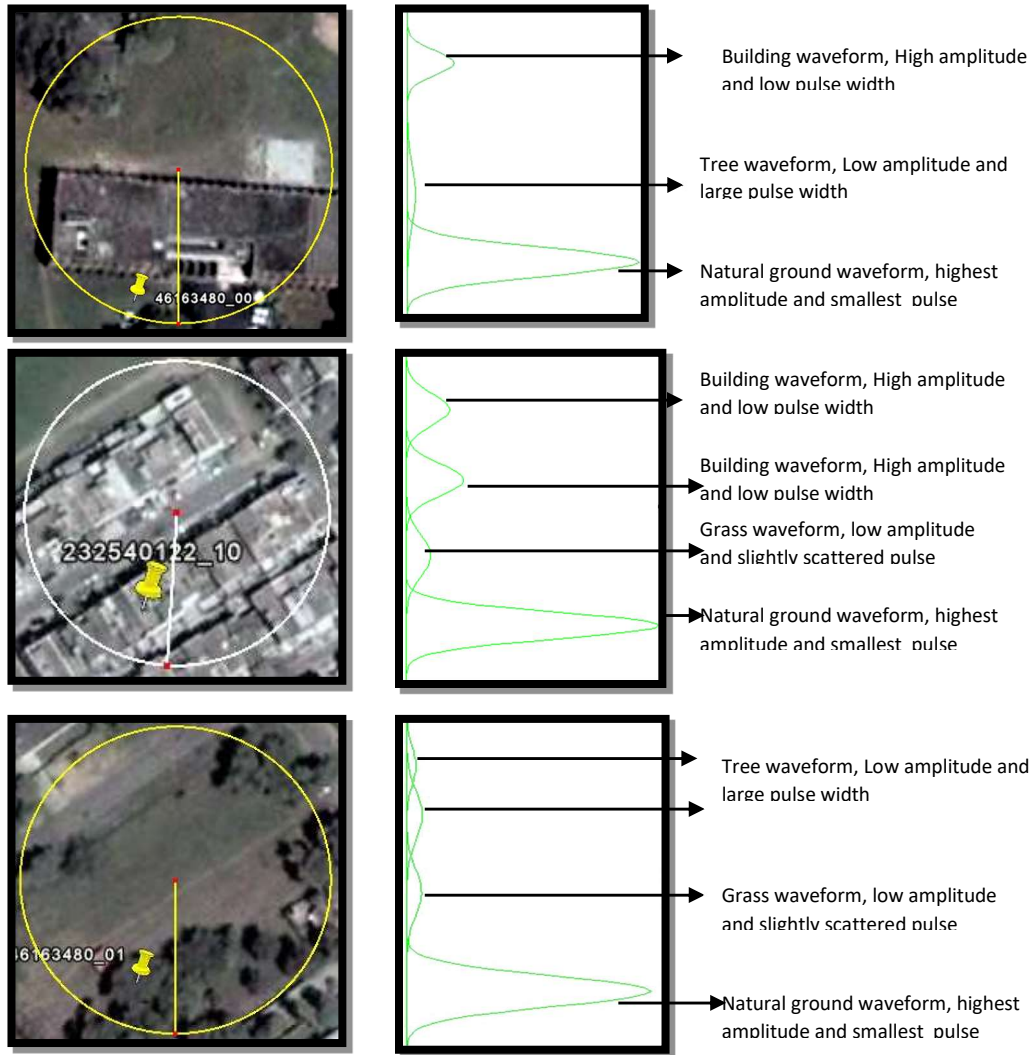 Building waveform, High amplitude
and low pulse width
Tree waveform, Low amplitude and
large pulse width
Natural ground waveform, highest
amplitude and smallest pulse
46163480_00
Building waveform, High amplitude
and low pulse width
Building waveform, High amplitude
and low pulse width
Grass waveform, low amplitude
and slightly scattered pulse
Natural ground waveform, highest
amplitude and smallest pulse
232540122_10
Tree waveform, Low amplitude and
large pulse width
Grass waveform, low amplitude
and slightly scattered pulse
46163480_01
Natural ground waveform, highest
amplitude and smallest pulse